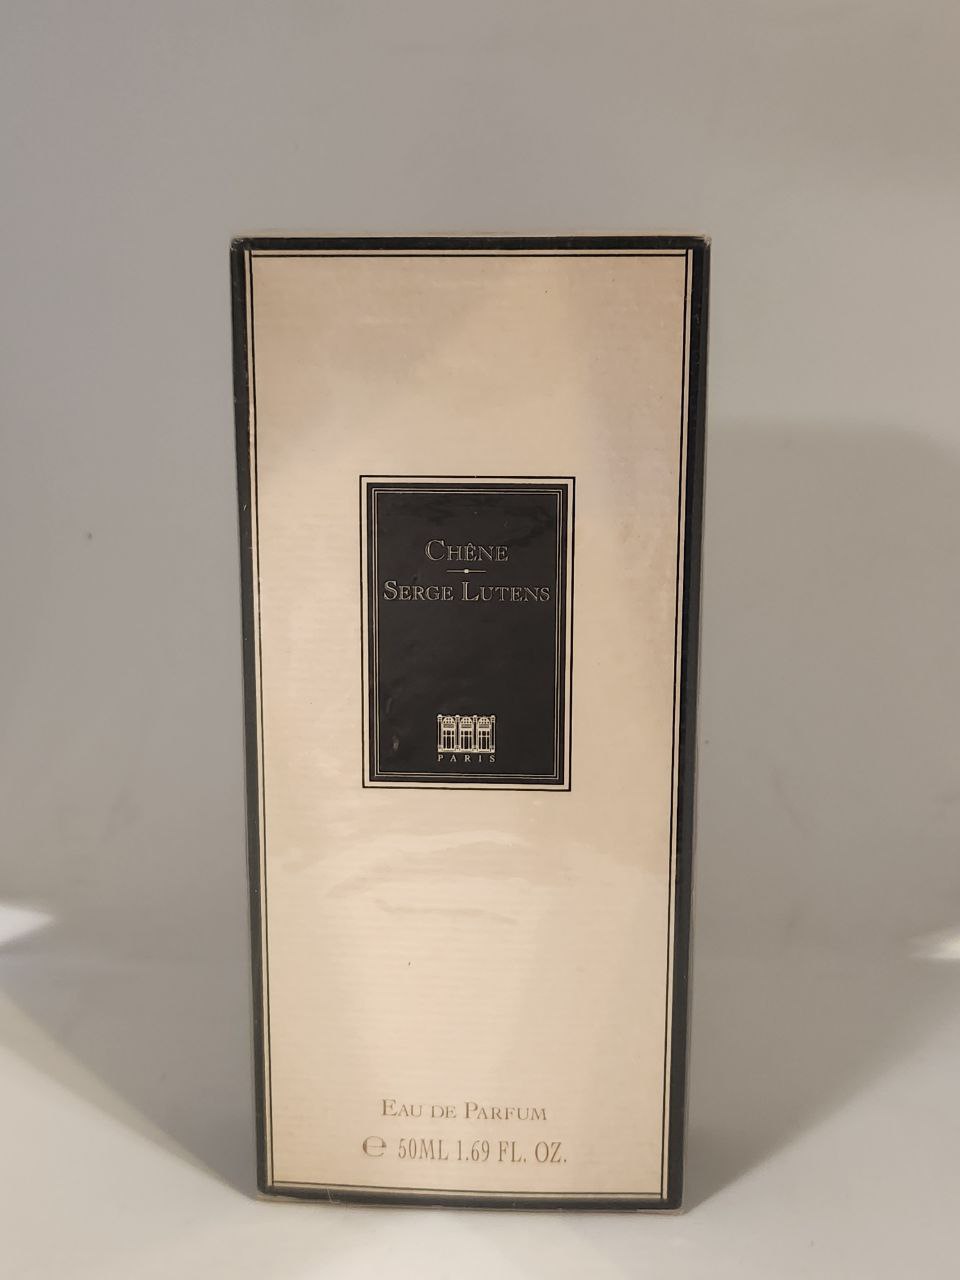 CHÊNE
SERGE LUTENS
PARIS
EAU DE PARFUM
℮ 50ML 1.69 FL. OZ.